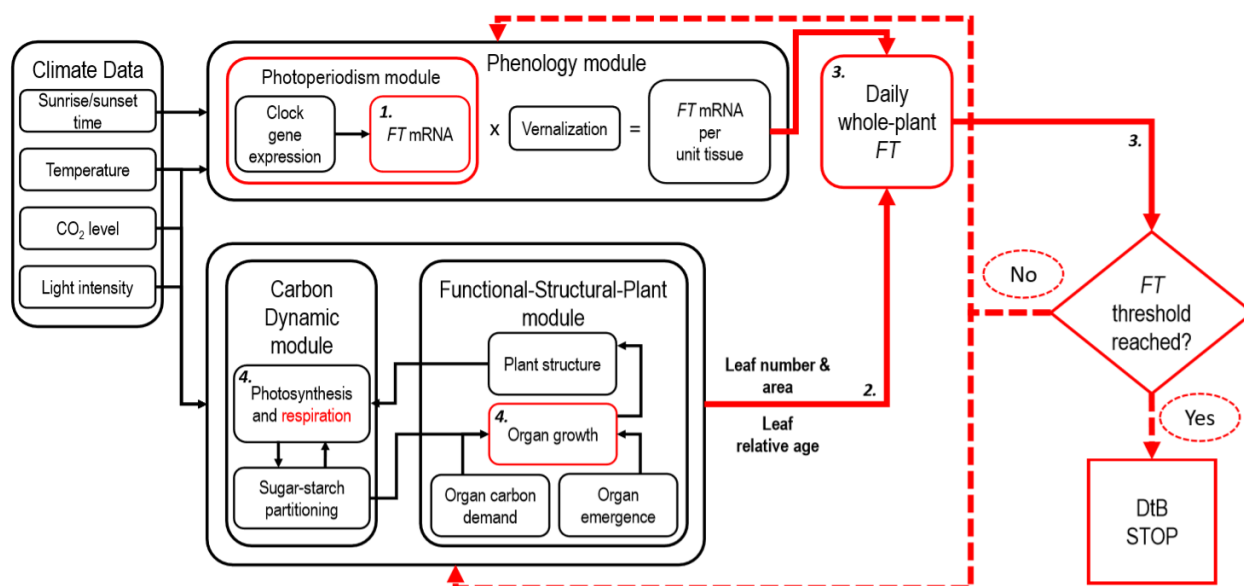 Climate Data
Sunrise/sunset
time
Temperature
CO₂ level
Light intensity
Phenology module
Photoperiodism module
Clock
gene
expression
1.
FT mRNA
x
Vernalization
=
FT mRNA
per
unit tissue
3.
Daily
whole-plant
FT
3.
No
FT
threshold
reached?
Yes
DtB
STOP
Carbon
Dynamic
module
4.
Photosynthesis
and respiration
Sugar-starch
partitioning
Functional-Structural-Plant
module
Plant structure
4.
Organ growth
Organ carbon
demand
Organ
emergence
Leaf number &
area
2.
Leaf
relative age